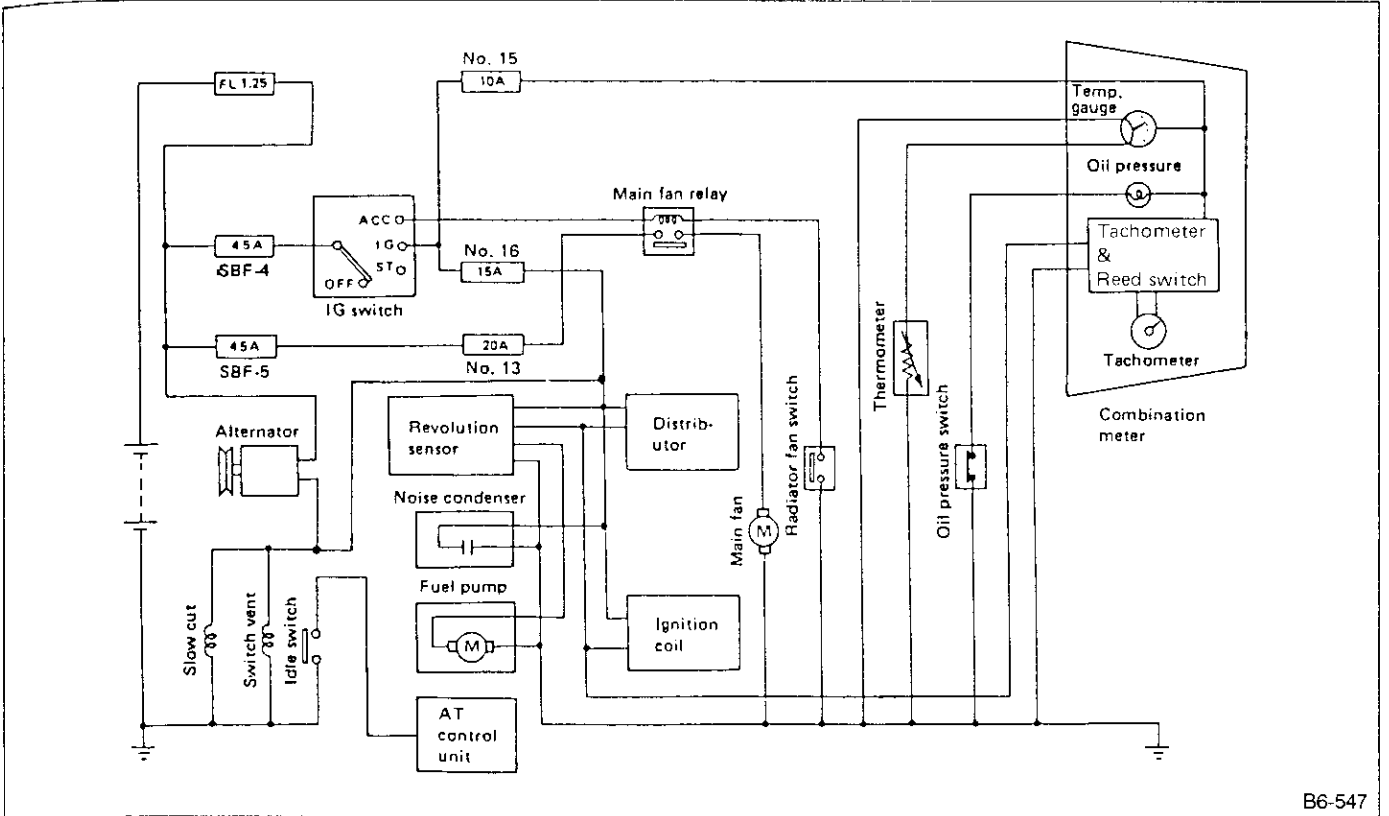 No. 15
10A
FL 1.25
Temp.
gauge
Oil pressure
Main fan relay
ACC
IG
ST
OFF
IG switch
45A
SBF-4
No. 16
15A
Tachometer
&
Reed switch
45A
SBF-5
20A
No. 13
Tachometer
Combination
meter
Alternator
Revolution
sensor
Distrib-
utor
Thermometer
Radiator fan switch
Oil pressure switch
Noise condenser
Main fan
M
Fuel pump
M
Ignition
coil
Slow cut
Switch vent
Idle switch
AT
control
unit
B6-547